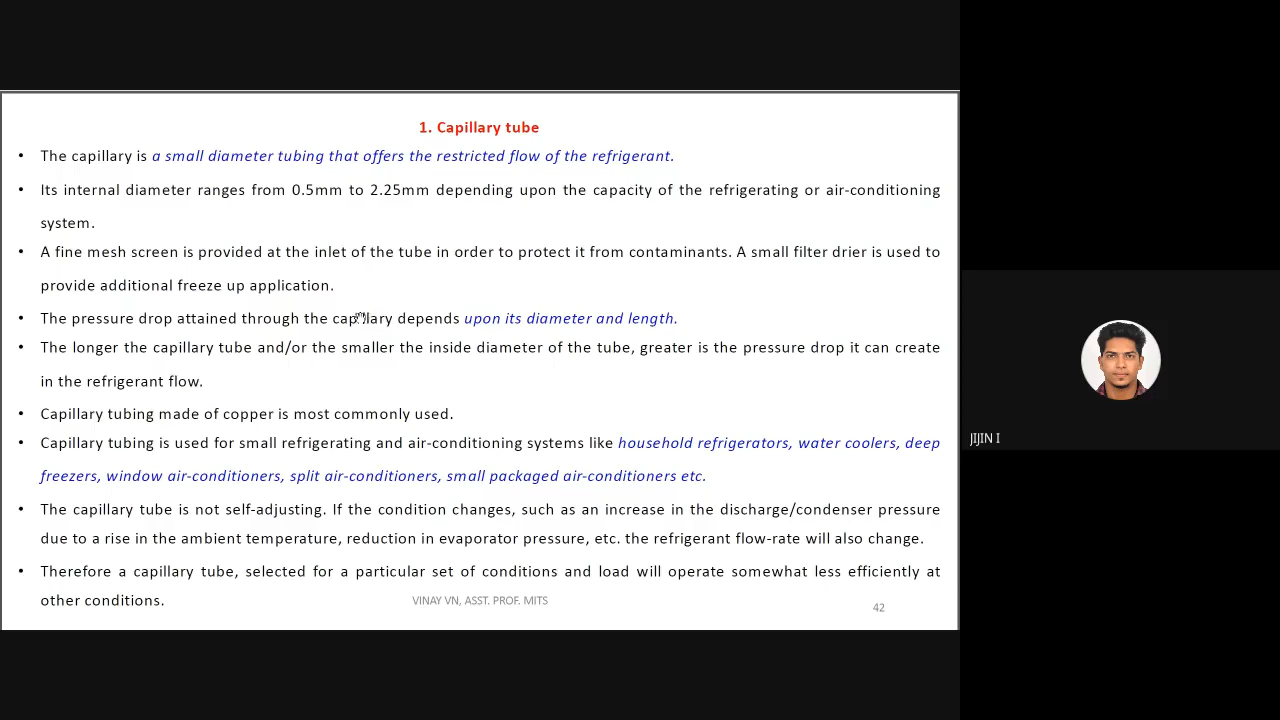 1. Capillary tube
• The capillary is a small diameter tubing that offers the restricted flow of the refrigerant.
• Its internal diameter ranges from 0.5mm to 2.25mm depending upon the capacity of the refrigerating or air-conditioning
system.
• A fine mesh screen is provided at the inlet of the tube in order to protect it from contaminants. A small filter drier is used to
provide additional freeze up application.
• The pressure drop attained through the capillary depends upon its diameter and length.
• The longer the capillary tube and/or the smaller the inside diameter of the tube, greater is the pressure drop it can create
in the refrigerant flow.
• Capillary tubing made of copper is most commonly used.
• Capillary tubing is used for small refrigerating and air-conditioning systems like household refrigerators, water coolers, deep
freezers, window air-conditioners, split air-conditioners, small packaged air-conditioners etc.
• The capillary tube is not self-adjusting. If the condition changes, such as an increase in the discharge/condenser pressure
due to a rise in the ambient temperature, reduction in evaporator pressure, etc. the refrigerant flow-rate will also change.
• Therefore a capillary tube, selected for a particular set of conditions and load will operate somewhat less efficiently at
other conditions.
VINAY VN, ASST. PROF. MITS
42
JIJIN I